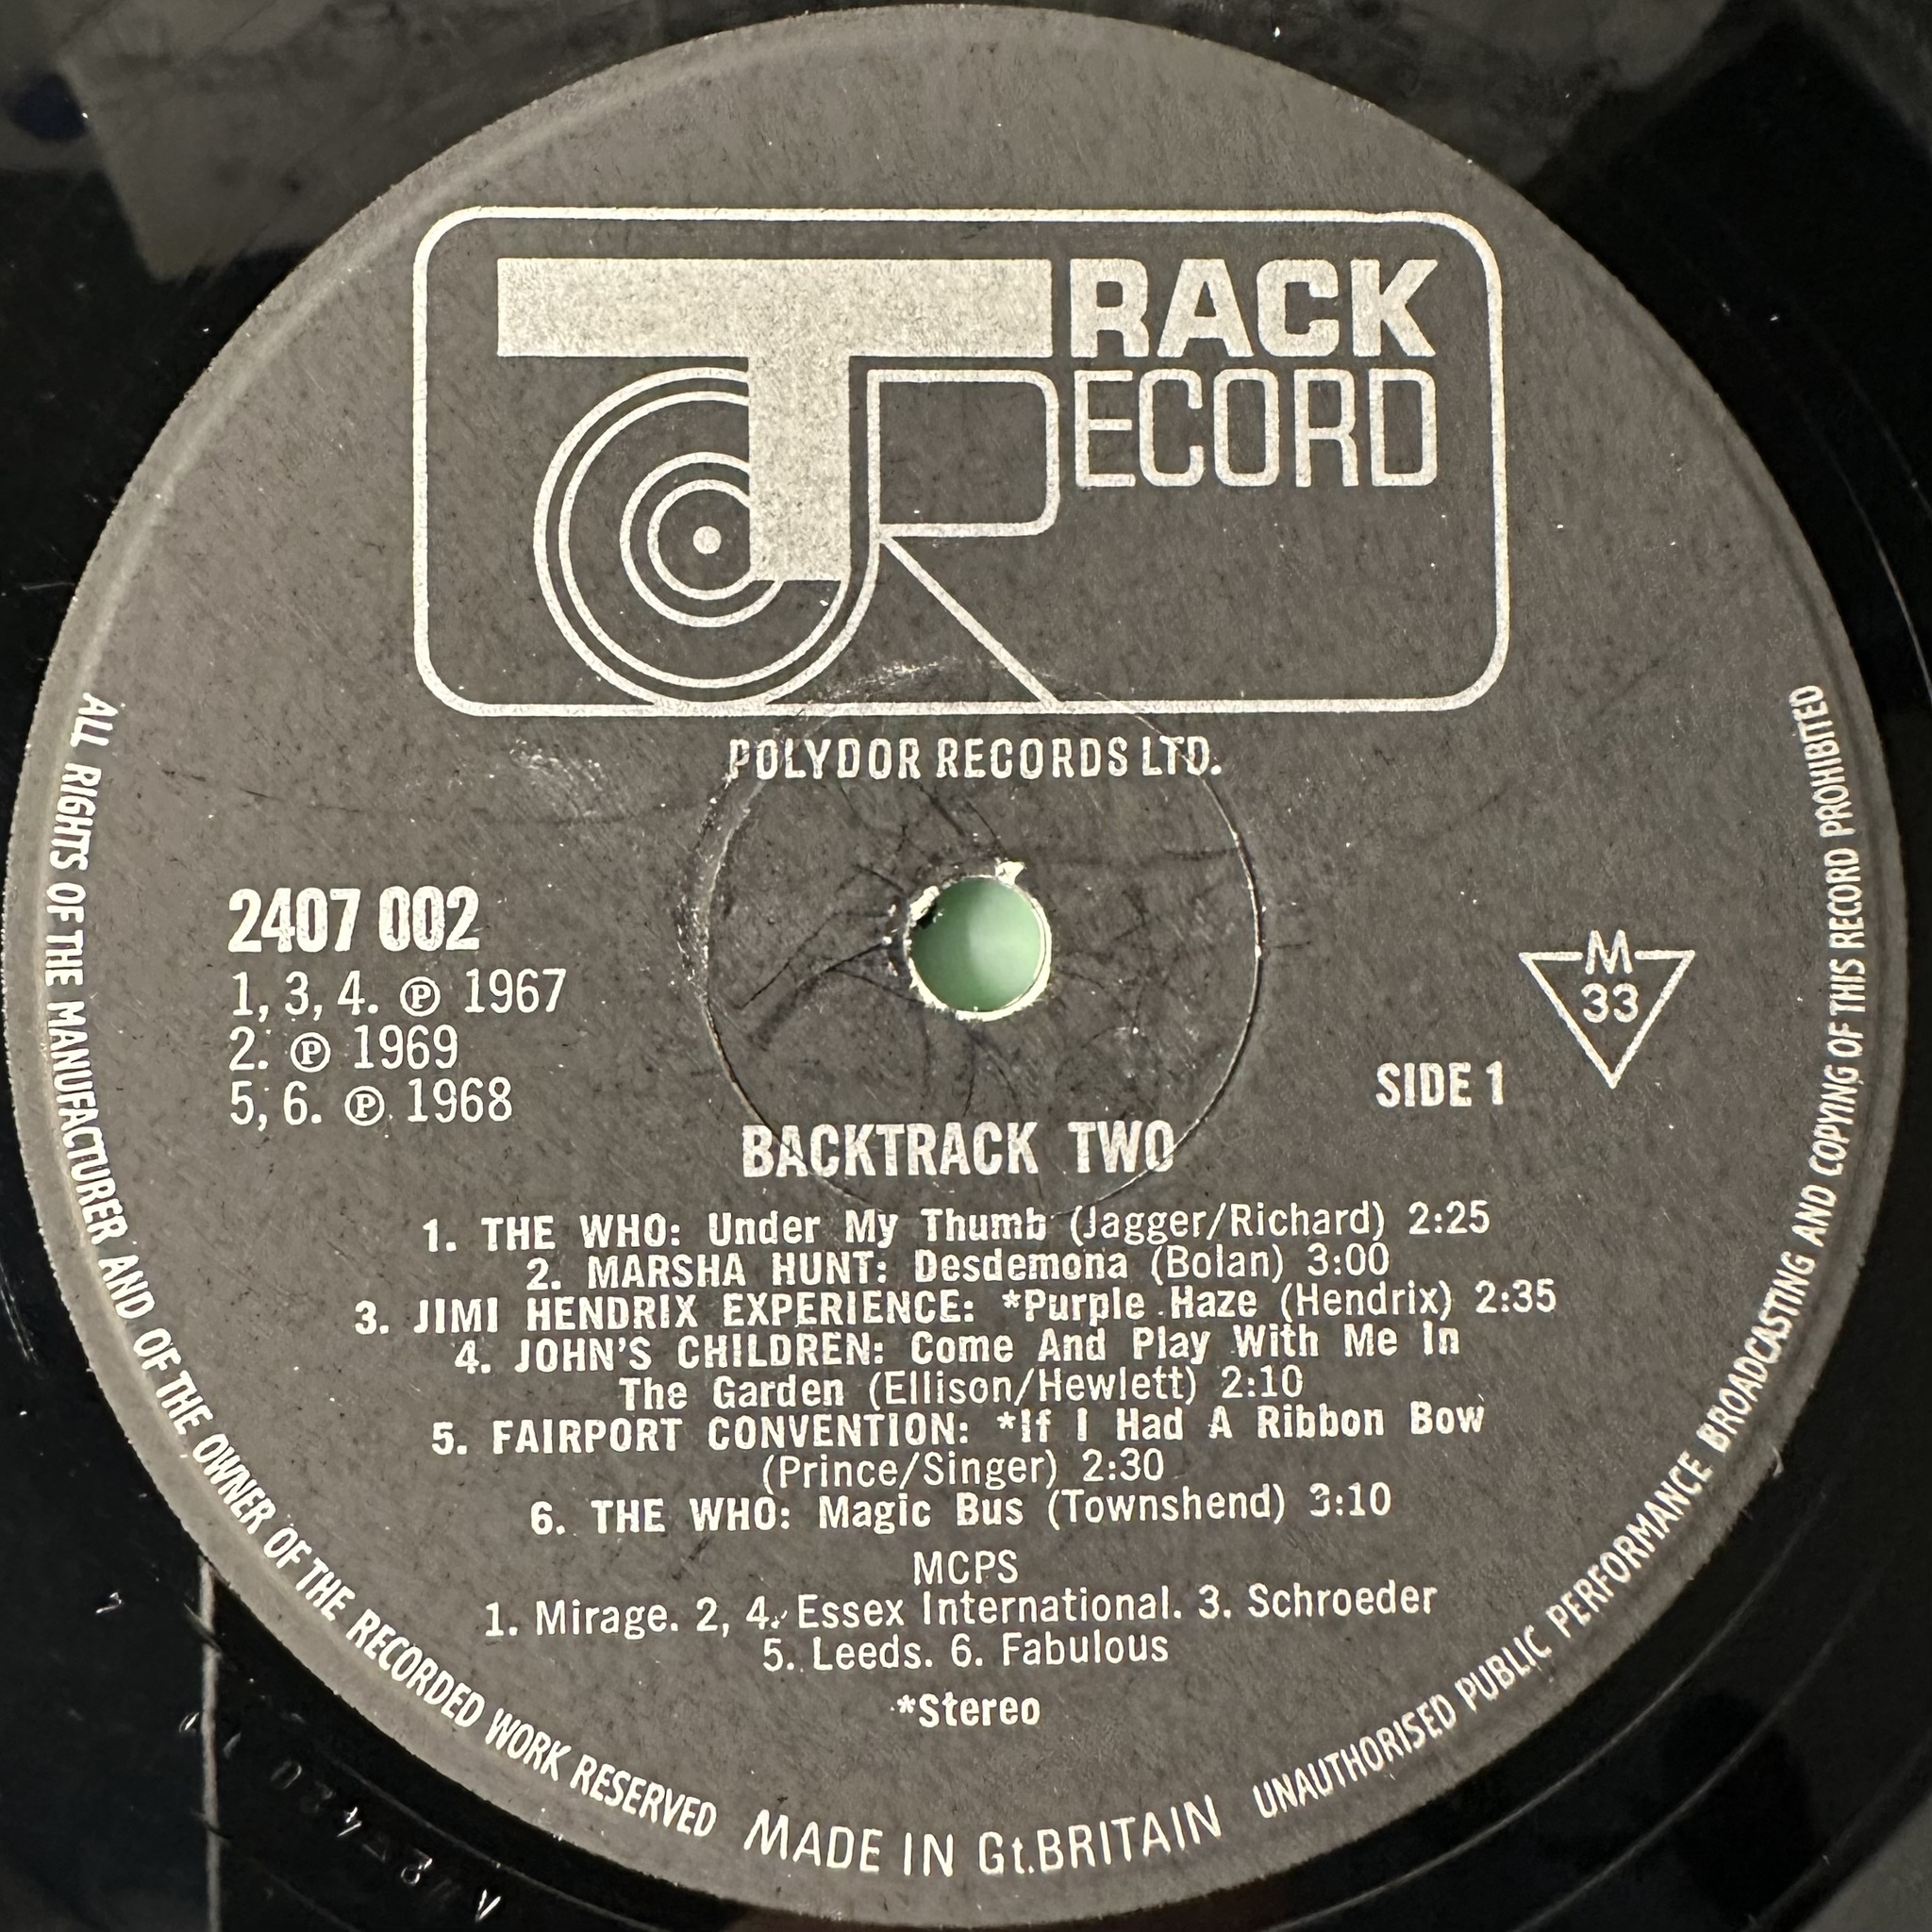 TRACK
RECORD
POLYDOR RECORDS LTD.
2407 002
1, 3, 4. ℗ 1967
2. ℗ 1969
5, 6. ℗ 1968
M
33
SIDE 1
BACKTRACK TWO
1. THE WHO: Under My Thumb (Jagger/Richard) 2:25
2. MARSHA HUNT: Desdemona (Bolan) 3:00
3. JIMI HENDRIX EXPERIENCE: *Purple Haze (Hendrix) 2:35
4. JOHN'S CHILDREN: Come And Play With Me In
The Garden (Ellison/Hewlett) 2:10
5. FAIRPORT CONVENTION: *If I Had A Ribbon Bow
(Prince/Singer) 2:30
6. THE WHO: Magic Bus (Townshend) 3:10
MCPS
1. Mirage. 2, 4. Essex International. 3. Schroeder
5. Leeds. 6. Fabulous
*Stereo
ALL RIGHTS OF THE MANUFACTURER AND OF THE OWNER OF THE RECORDED WORK RESERVED
MADE IN Gt.BRITAIN
UNAUTHORISED PUBLIC PERFORMANCE BROADCASTING AND COPYING OF THIS RECORD PROHIBITED